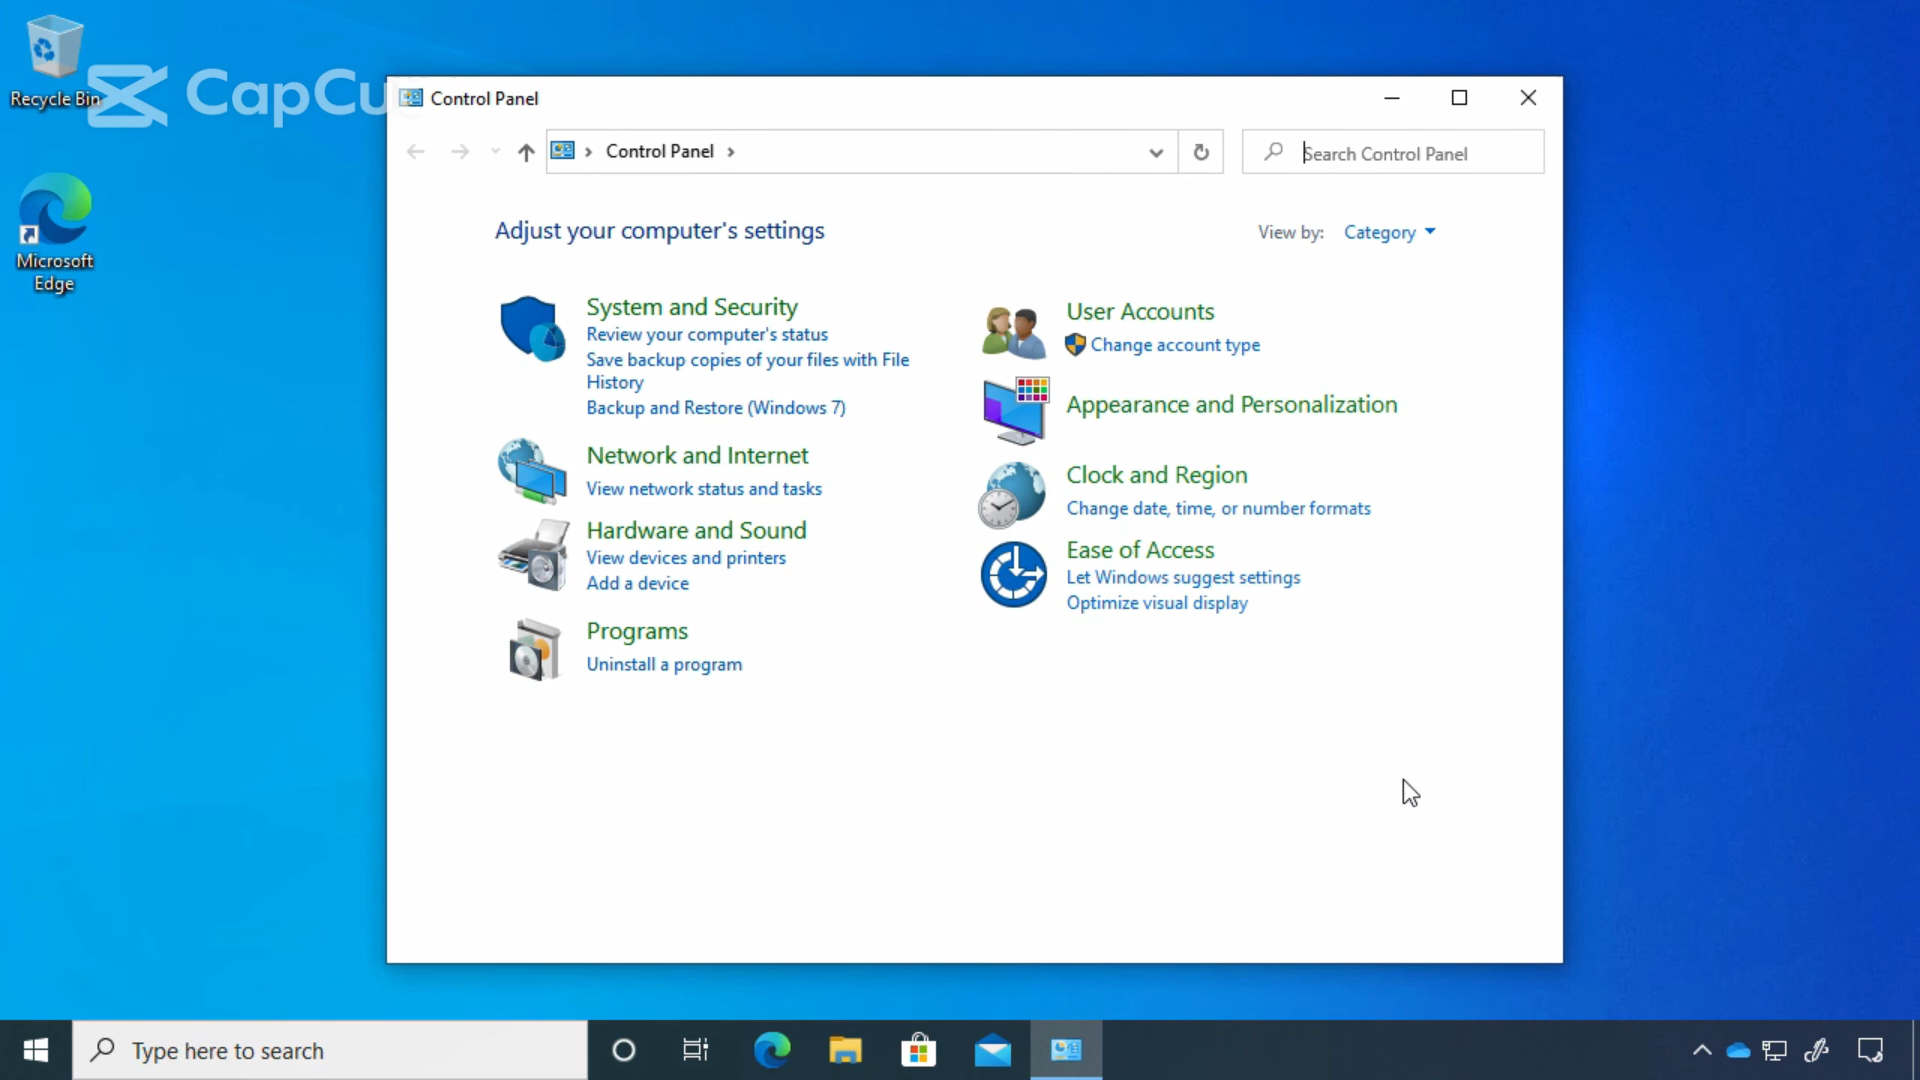 Recycle Bin
CapCu
Microsoft
Edge
Control Panel
Control Panel
Search Control Panel
Adjust your computer's settings
View by: Category
System and Security
Review your computer's status
Save backup copies of your files with File
History
Backup and Restore (Windows 7)
Network and Internet
View network status and tasks
Hardware and Sound
View devices and printers
Add a device
Programs
Uninstall a program
User Accounts
Change account type
Appearance and Personalization
Clock and Region
Change date, time, or number formats
Ease of Access
Let Windows suggest settings
Optimize visual display
Type here to search